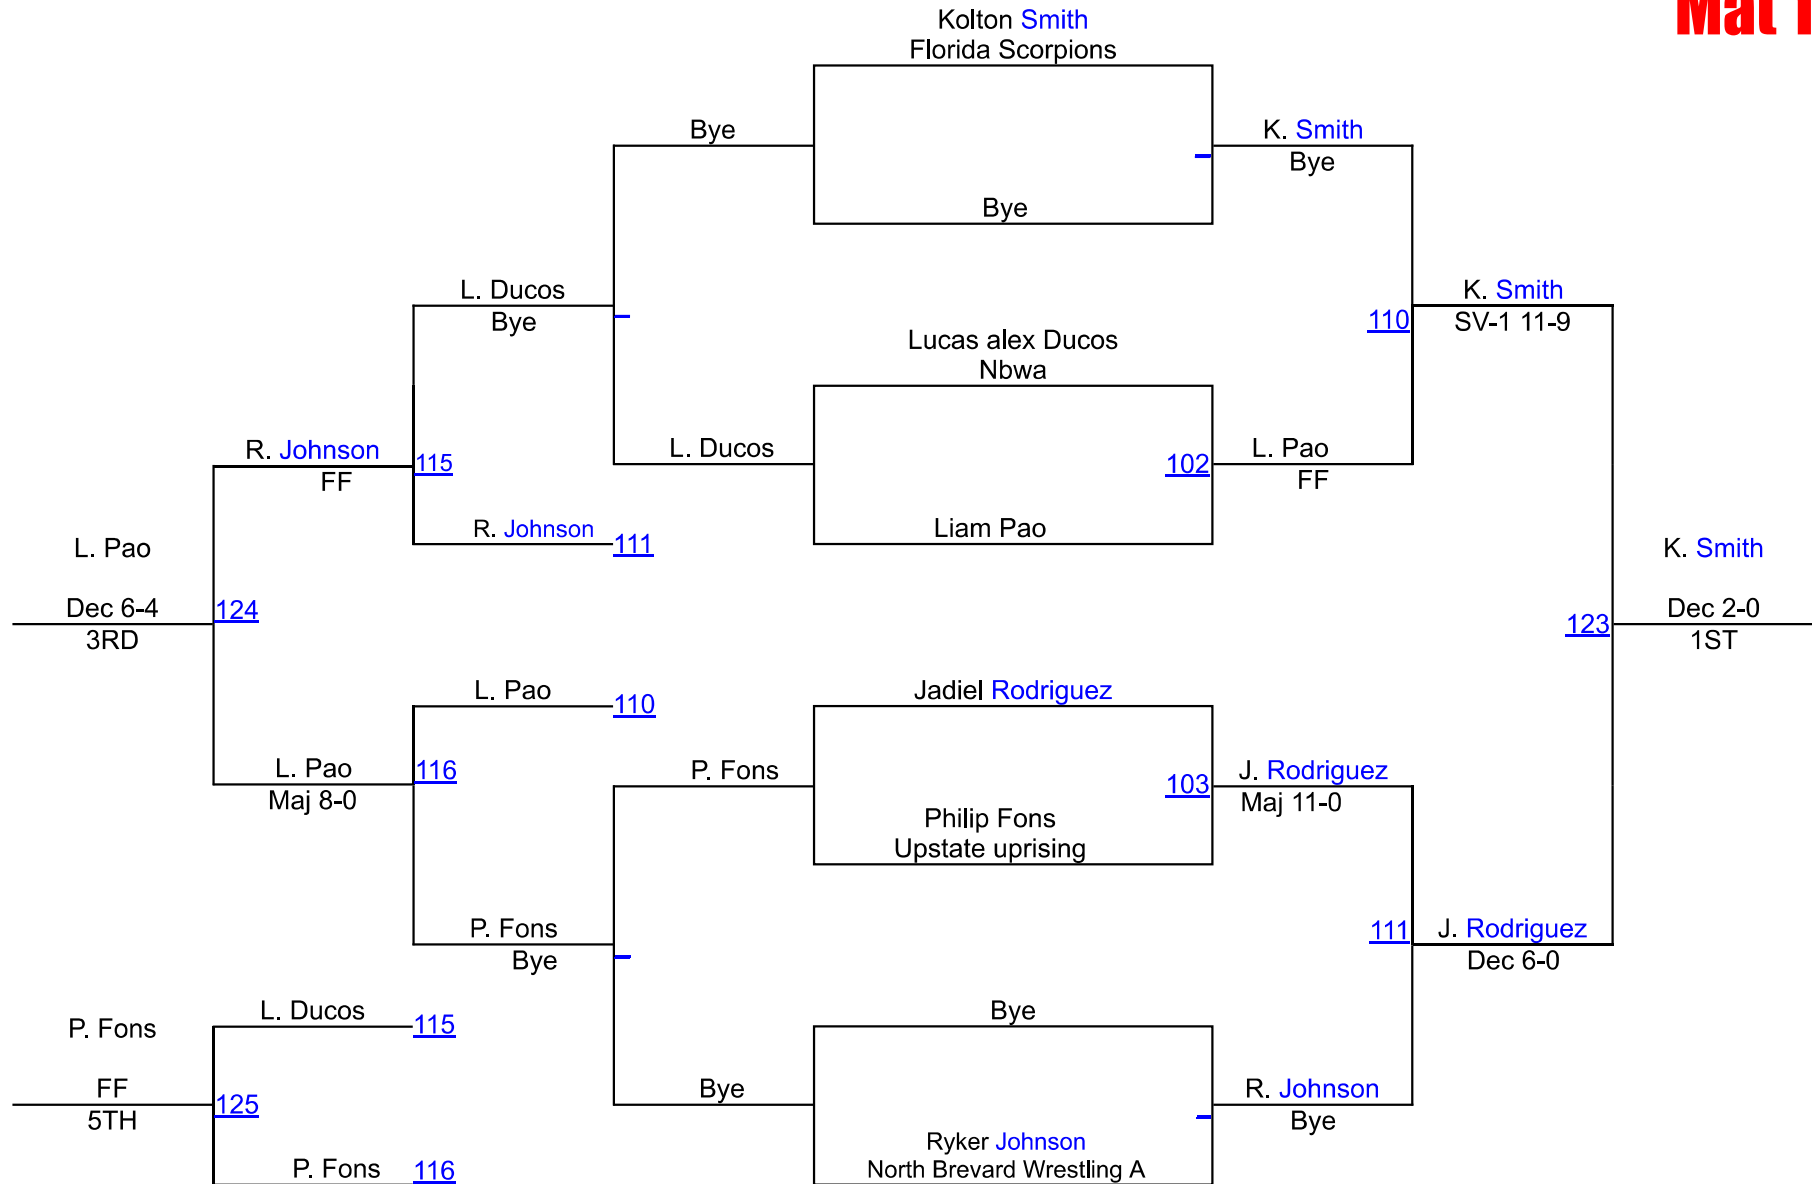 Mat 1
Kolton Smith
Florida Scorpions
Bye
K. Smith
Bye
Bye
L. Ducos
Bye
K. Smith
110
SV-1 11-9
Lucas alex Ducos
Nbwa
R. Johnson
115
FF
L. Ducos
102
L. Pao
FF
R. Johnson
111
Liam Pao
L. Pao
K. Smith
Dec 6-4
124
3RD
Dec 2-0
123
1ST
L. Pao
110
Jadiel Rodriguez
L. Pao
116
Maj 8-0
P. Fons
103
J. Rodriguez
Maj 11-0
Philip Fons
Upstate uprising
P. Fons
Bye
111
J. Rodriguez
Dec 6-0
L. Ducos
115
Bye
P. Fons
FF
125
5TH
Bye
R. Johnson
Bye
P. Fons
116
Ryker Johnson
North Brevard Wrestling A